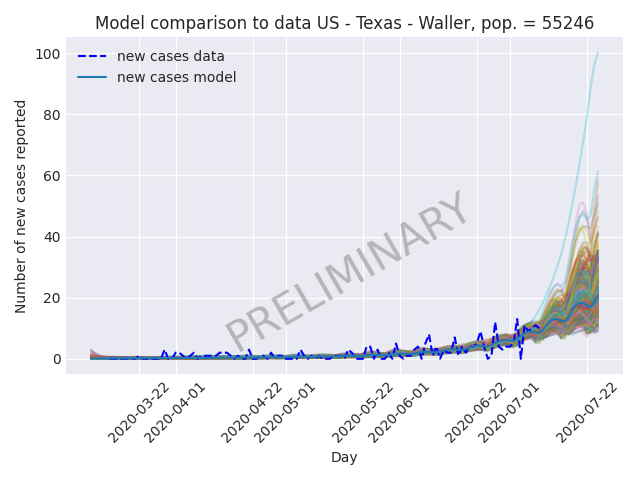 Model comparison to data US - Texas - Waller, pop. = 55246
100
80
60
40
20
0
Number of new cases reported
new cases data
new cases model
PRELIMINARY
2020-03-22
2020-04-01
2020-04-22
2020-05-01
2020-05-22
2020-06-01
2020-06-22
2020-07-01
2020-07-22
Day